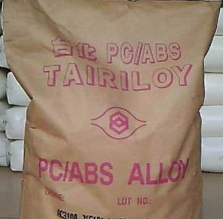 台化 PC/ABS
TAIRILOY
PC/ABS ALLOY
LOT NO.: